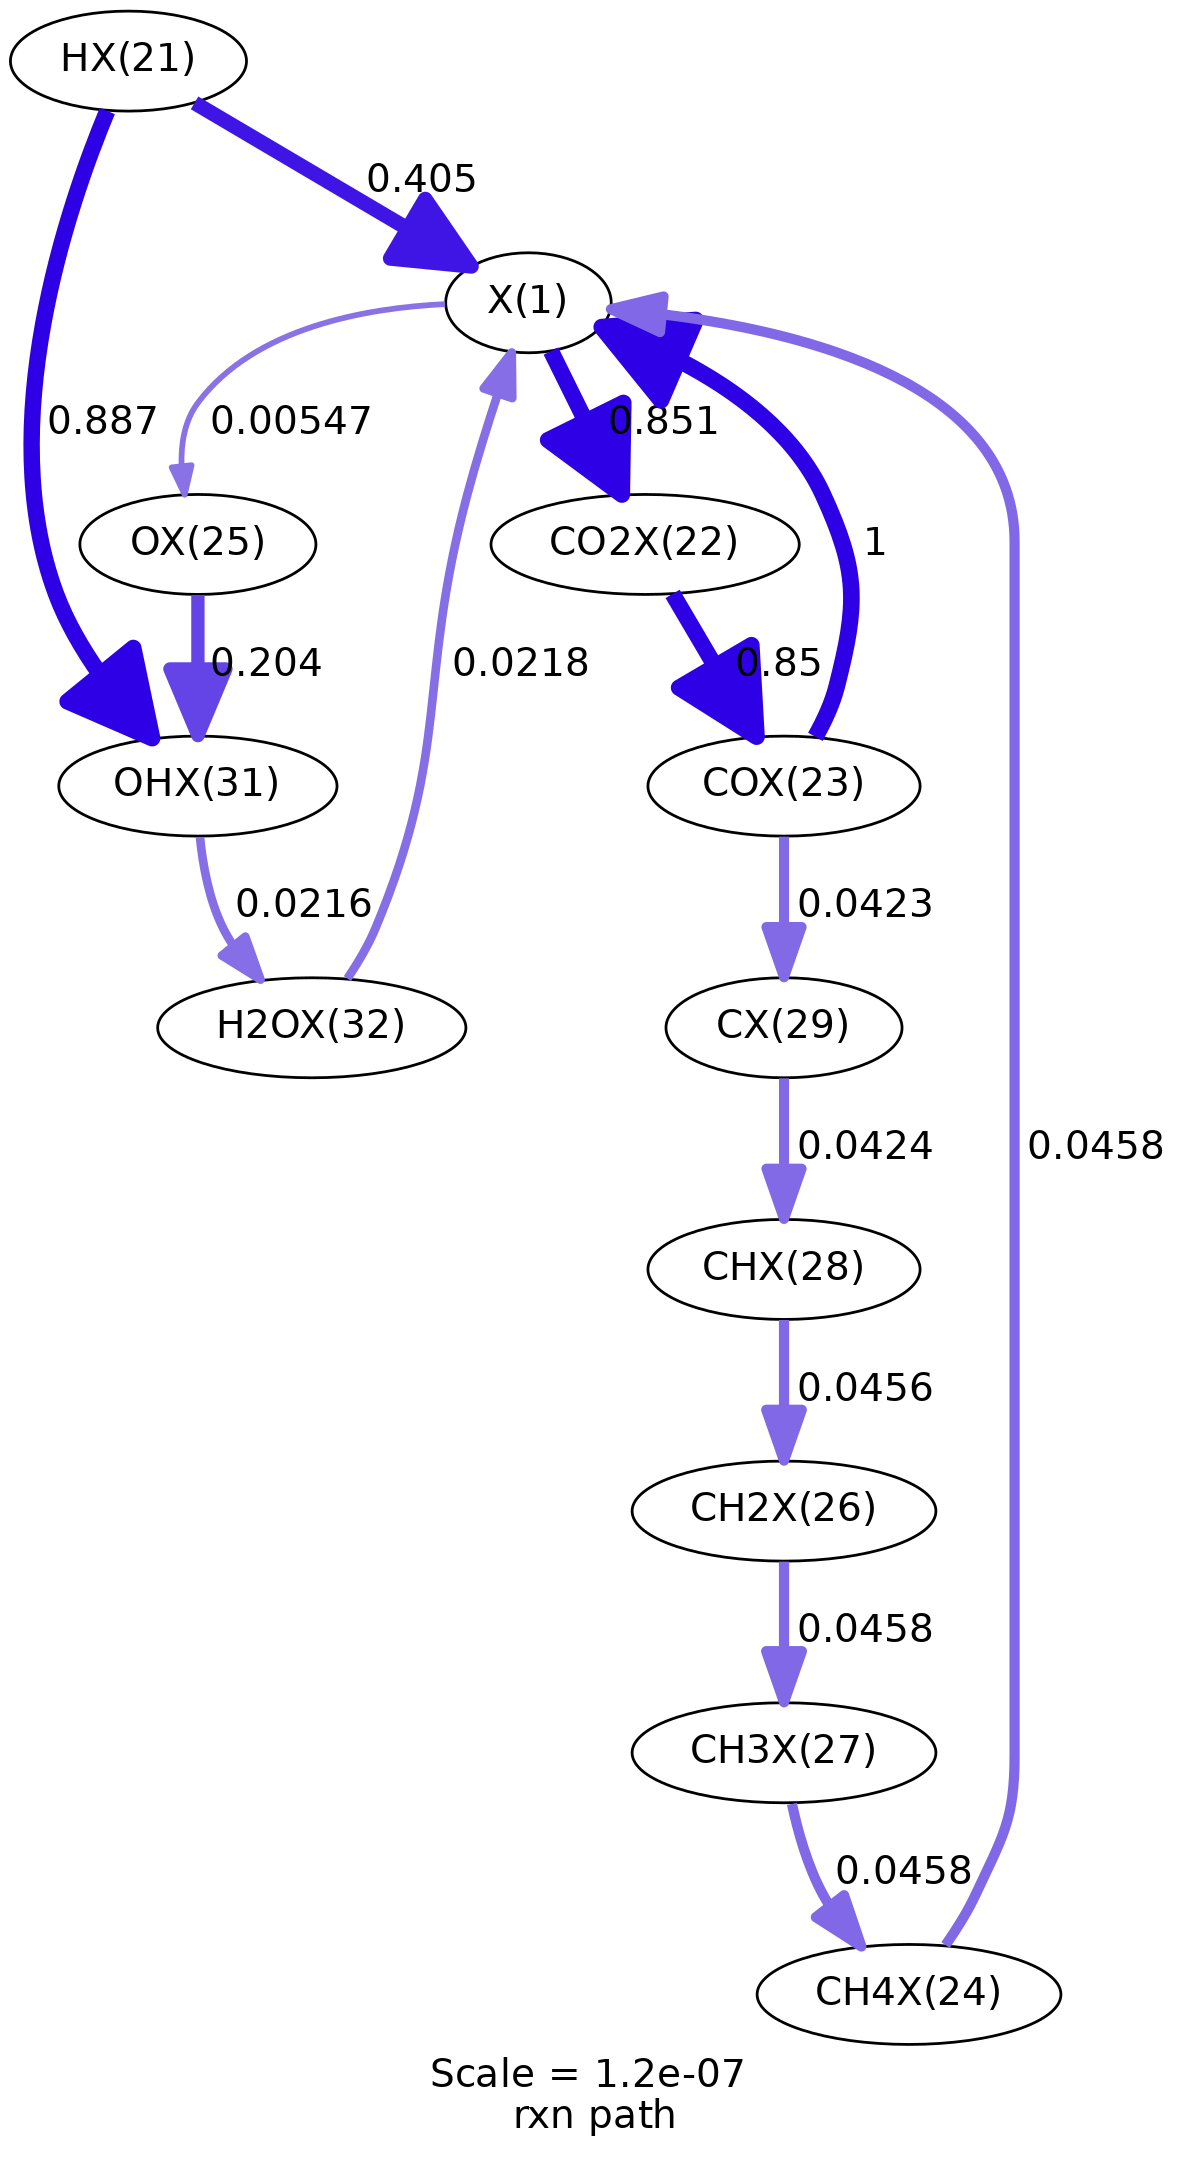 HX(21)
0.405
X(1)
0.887
0.00547
0.851
OX(25)
CO2X(22)
1
0.204
0.0218
0.85
OHX(31)
COX(23)
0.0216
0.0423
H2OX(32)
CX(29)
0.0424
0.0458
CHX(28)
0.0456
CH2X(26)
0.0458
CH3X(27)
0.0458
CH4X(24)
Scale = 1.2e-07
rxn path